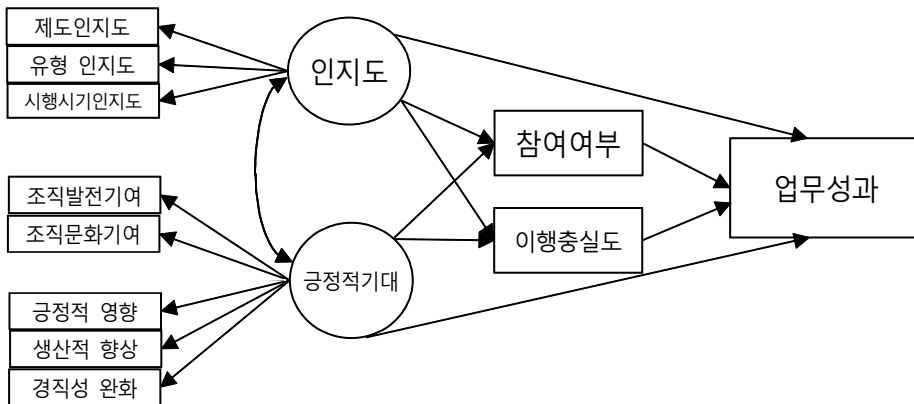 제도인지도
유형 인지도
시행시기인지도
인지도
참여여부
업무성과
조직발전기여
조직문화기여
이행충실도
긍정적기대
긍정적 영향
생산적 향상
경직성 완화